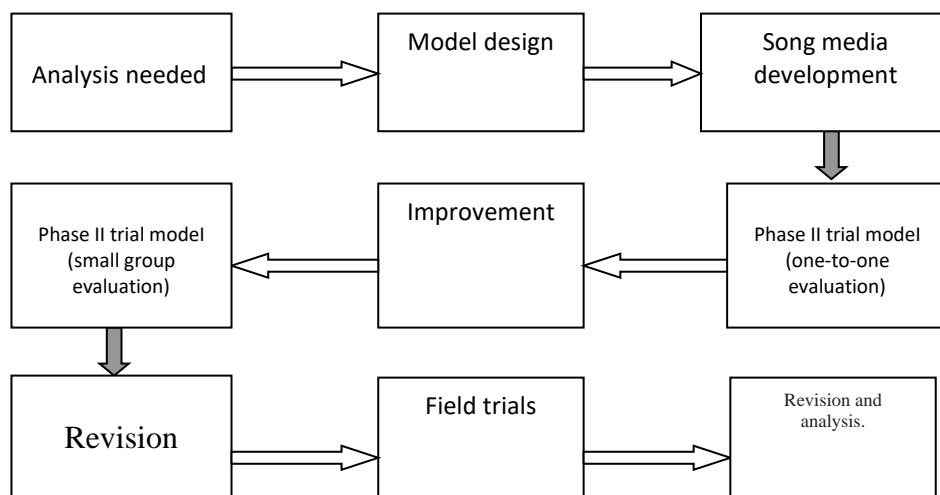 Analysis needed
Model design
Song media
development
Phase II trial model
(one-to-one
evaluation)
Improvement
Phase II trial model
(small group
evaluation)
Revision
Field trials
Revision and
analysis.